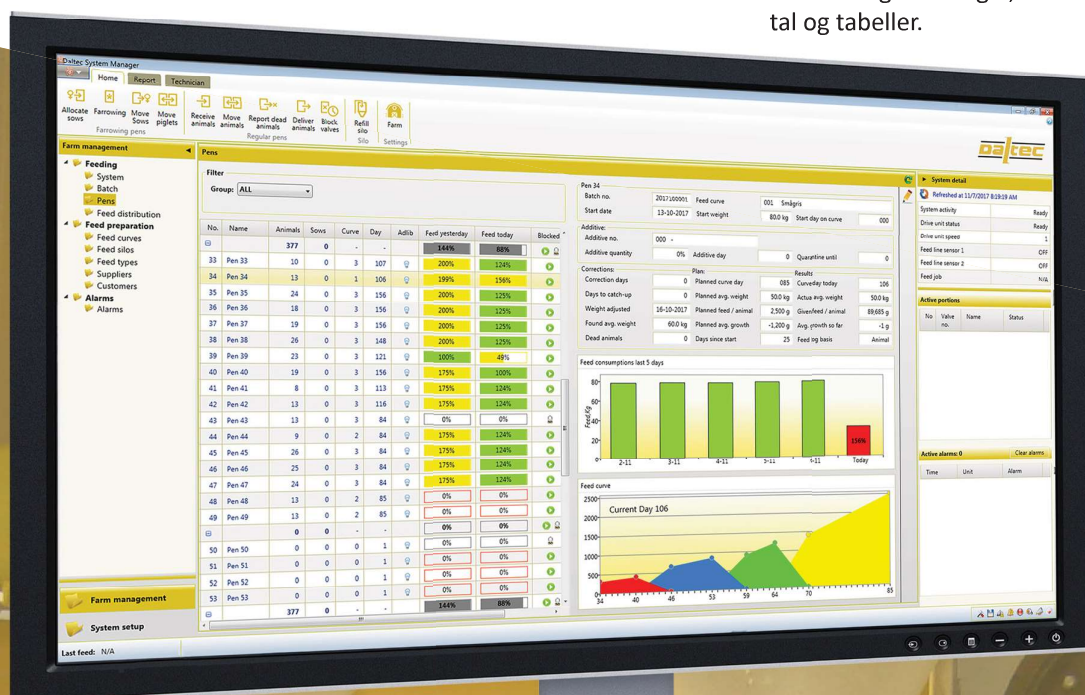 tal og tabeller.
Daltec System Manager
Home Report Technician
Allocate sows Farrowing Move Sows Move piglets Receive animals Move animals Report dead animals Deliver animals Block valves Refill silo Farm
Farrowing pens Regular pens Silo Settings
Daltec
Farm management
Feeding
System
Batch
Pens
Feed distribution
Feed preparation
Feed curves
Feed silos
Feed types
Suppliers
Customers
Alarms
Alarms
Farm management
System setup
Last feed: N/A
Pens
Filter
Group: ALL
No. Name Animals Sows Curve Day Adlib Feed yesterday Feed today Blocked
377 0 - - 144% 88%
33 Pen 33 10 0 3 107 200% 124%
34 Pen 34 13 0 1 106 199% 156%
35 Pen 35 24 0 3 156 200% 125%
36 Pen 36 18 0 3 156 200% 125%
37 Pen 37 19 0 3 156 200% 125%
38 Pen 38 26 0 3 148 200% 125%
39 Pen 39 23 0 3 121 100% 49%
40 Pen 40 19 0 3 156 175% 100%
41 Pen 41 8 0 3 113 175% 124%
42 Pen 42 13 0 3 116 175% 124%
43 Pen 43 13 0 3 84 0% 0%
44 Pen 44 9 0 2 84 175% 124%
45 Pen 45 26 0 3 84 175% 124%
46 Pen 46 25 0 3 84 175% 124%
47 Pen 47 24 0 3 84 175% 124%
48 Pen 48 13 0 2 85 0% 0%
49 Pen 49 13 0 2 85 0% 0%
0 0 - - 0% 0%
50 Pen 50 0 0 0 1 0% 0%
51 Pen 51 0 0 0 1 0% 0%
52 Pen 52 0 0 0 1 0% 0%
53 Pen 53 0 0 0 1 0% 0%
377 0 - - 144% 88%
Pen 34
Batch no. 2017100001 Feed curve 001 Smågris
Start date 13-10-2017 Start weight 80.0 kg Start day on curve 000
Additive:
Additive no. 000 -
Additive quantity 0% Additive day 0 Quarantine until 0
Corrections: Plan: Results
Correction days 0 Planned curve day 085 Curveday today 106
Days to catch-up 0 Planned avg. weight 50.0 kg Actua avg. weight 50.0 kg
Weight adjusted 16-10-2017 Planned feed / animal 2,500 g Givenfeed / animal 89,685 g
Found avg. weight 60.0 kg Planned avg. growth -1,200 g Avg. growth so far -1 g
Dead animals 0 Days since start 25 Feed og basis Animal
Feed consumptions last 5 days
Feed,Kg
80
60
40
20
0
156%
2-11 3-11 4-11 5-11 6-11 Today
Feed curve
Current Day 106
2500
2000
1500
1000
500
0
34 40 46 53 59 64 70 85
System detail
Refreshed at 11/7/2017 8:19:19 AM
System activity Ready
Drive unit status Ready
Drive unit speed 1
Feed line sensor 1 OFF
Feed line sensor 2 OFF
Feed job N/A
Active portions
No Valve no. Name Status
Active alarms: 0 Clear alarms
Time Unit Alarm